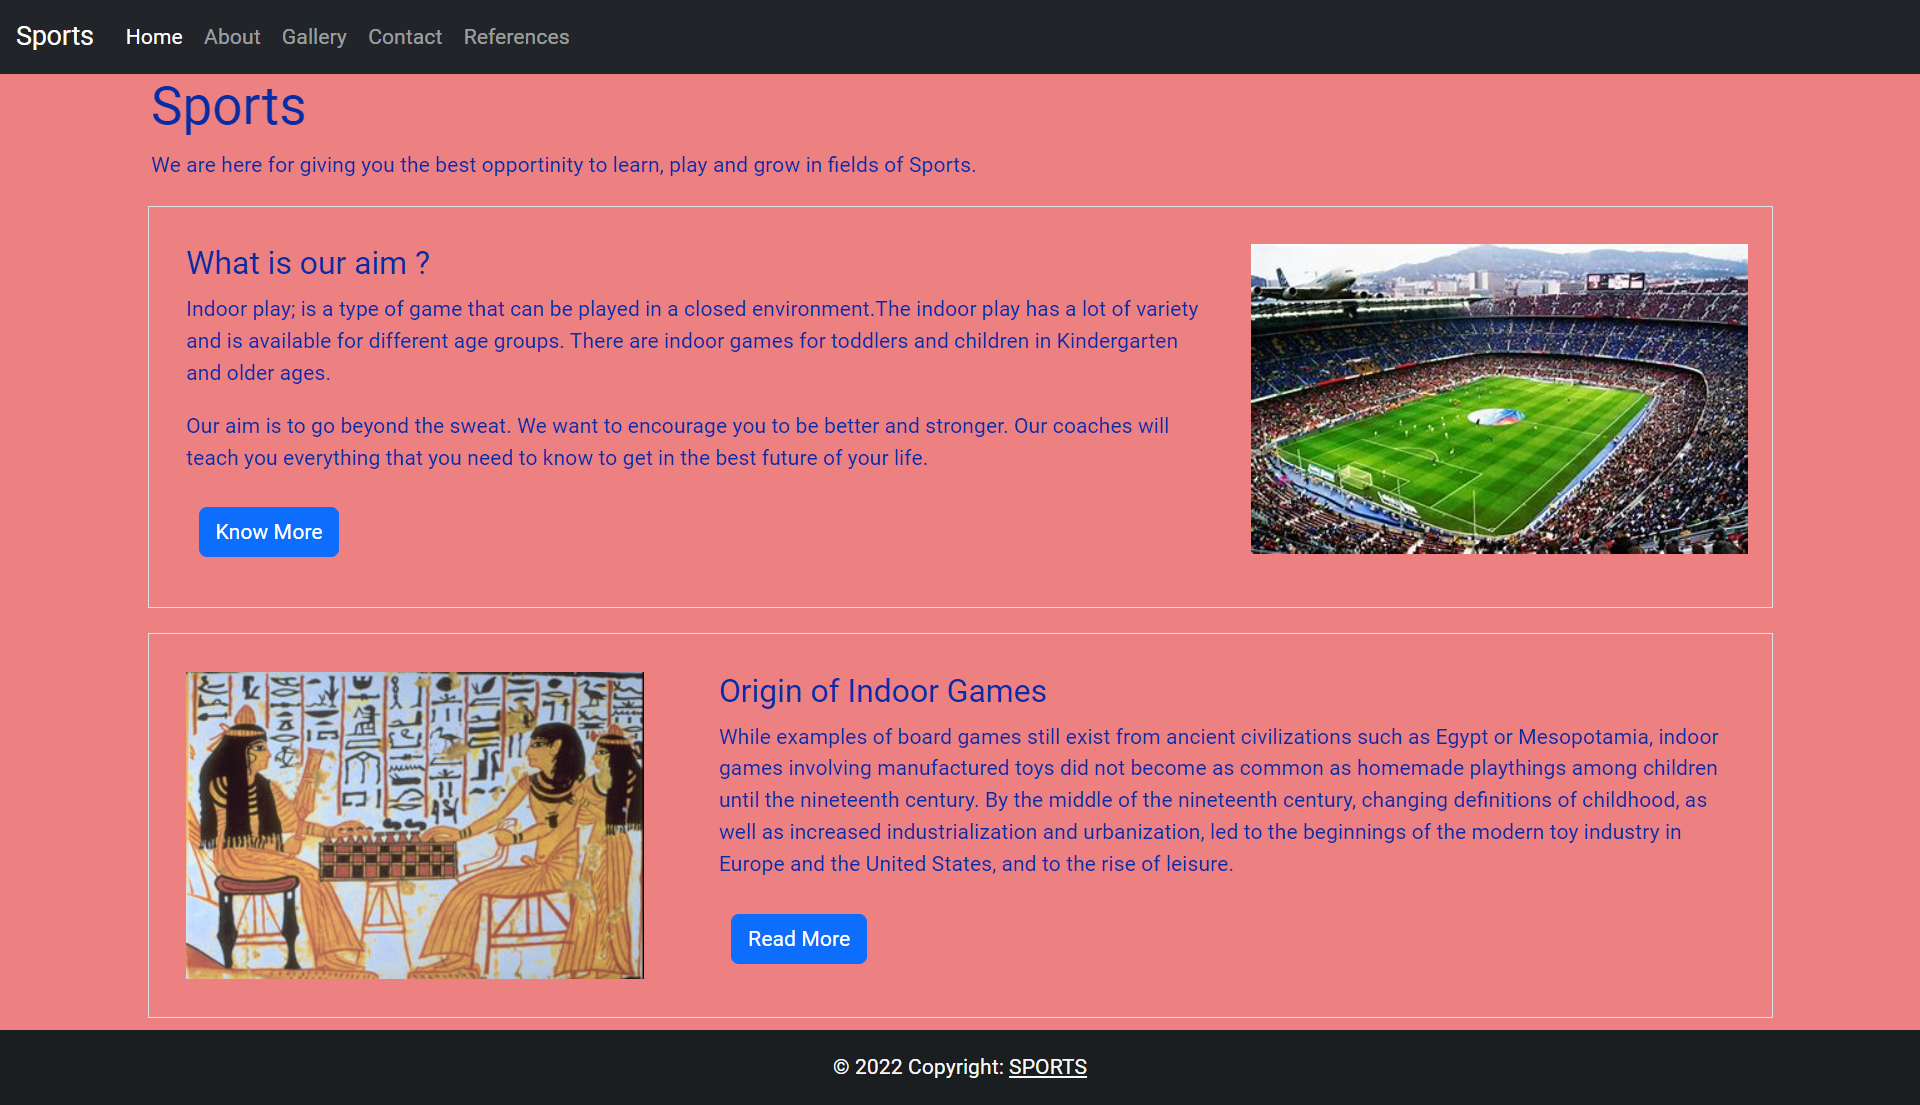 Sports Home About Gallery Contact References
Sports
We are here for giving you the best opportinity to learn, play and grow in fields of Sports.
What is our aim ?
Indoor play; is a type of game that can be played in a closed environment.The indoor play has a lot of variety
and is available for different age groups. There are indoor games for toddlers and children in Kindergarten
and older ages.
Our aim is to go beyond the sweat. We want to encourage you to be better and stronger. Our coaches will
teach you everything that you need to know to get in the best future of your life.
Know More
Origin of Indoor Games
While examples of board games still exist from ancient civilizations such as Egypt or Mesopotamia, indoor
games involving manufactured toys did not become as common as homemade playthings among children
until the nineteenth century. By the middle of the nineteenth century, changing definitions of childhood, as
well as increased industrialization and urbanization, led to the beginnings of the modern toy industry in
Europe and the United States, and to the rise of leisure.
Read More
© 2022 Copyright: SPORTS